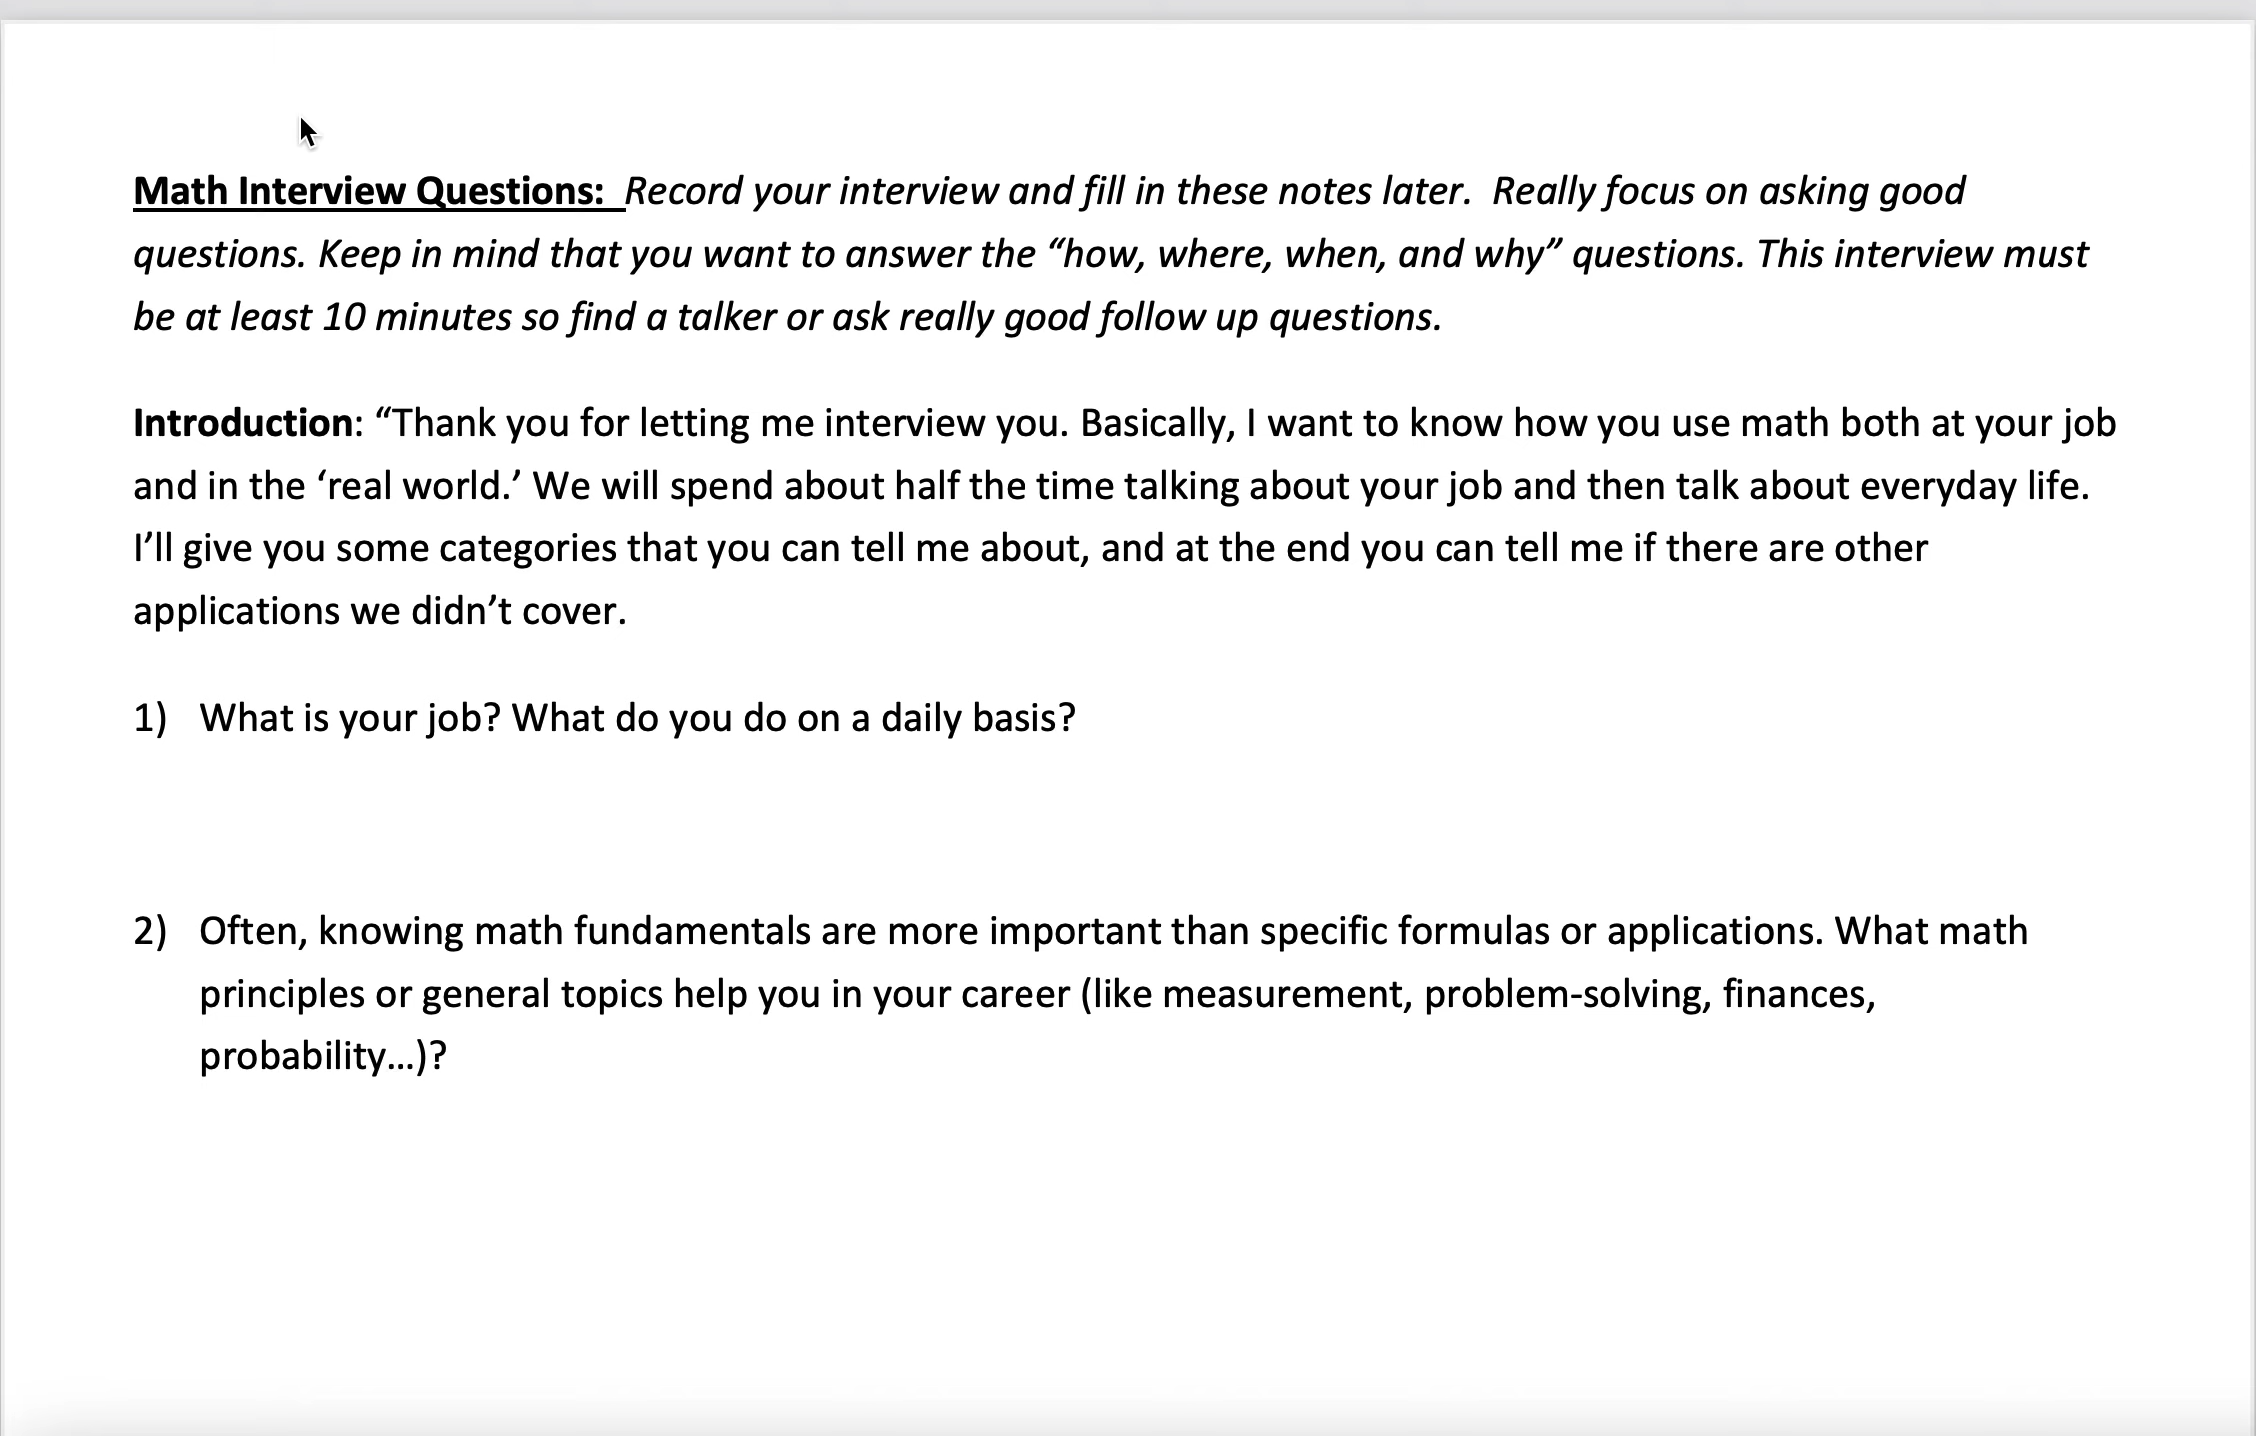 Math Interview Questions:  Record your interview and fill in these notes later.  Really focus on asking good
questions. Keep in mind that you want to answer the “how, where, when, and why” questions. This interview must
be at least 10 minutes so find a talker or ask really good follow up questions.
Introduction: “Thank you for letting me interview you. Basically, I want to know how you use math both at your job
and in the ‘real world.’ We will spend about half the time talking about your job and then talk about everyday life.
I’ll give you some categories that you can tell me about, and at the end you can tell me if there are other
applications we didn’t cover.
1) What is your job? What do you do on a daily basis?
2) Often, knowing math fundamentals are more important than specific formulas or applications. What math
principles or general topics help you in your career (like measurement, problem-solving, finances,
probability…)?